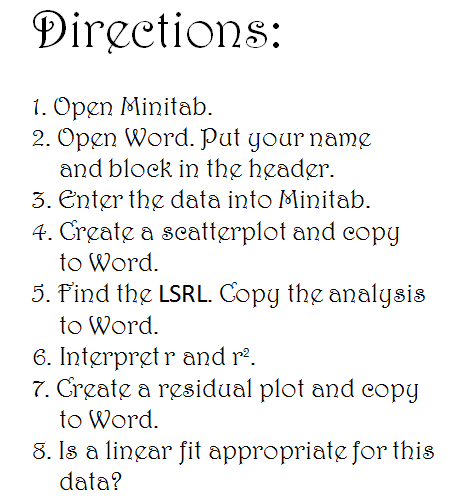 Directions:
1. Open Minitab.
2. Open Word. Put your name
and block in the header.
3. Enter the data into Minitab.
4. Create a scatterplot and copy
to Word.
5. Find the LSRL. Copy the analysis
to Word.
6. Interpret r and r².
7. Create a residual plot and copy
to Word.
8. Is a linear fit appropriate for this
data?